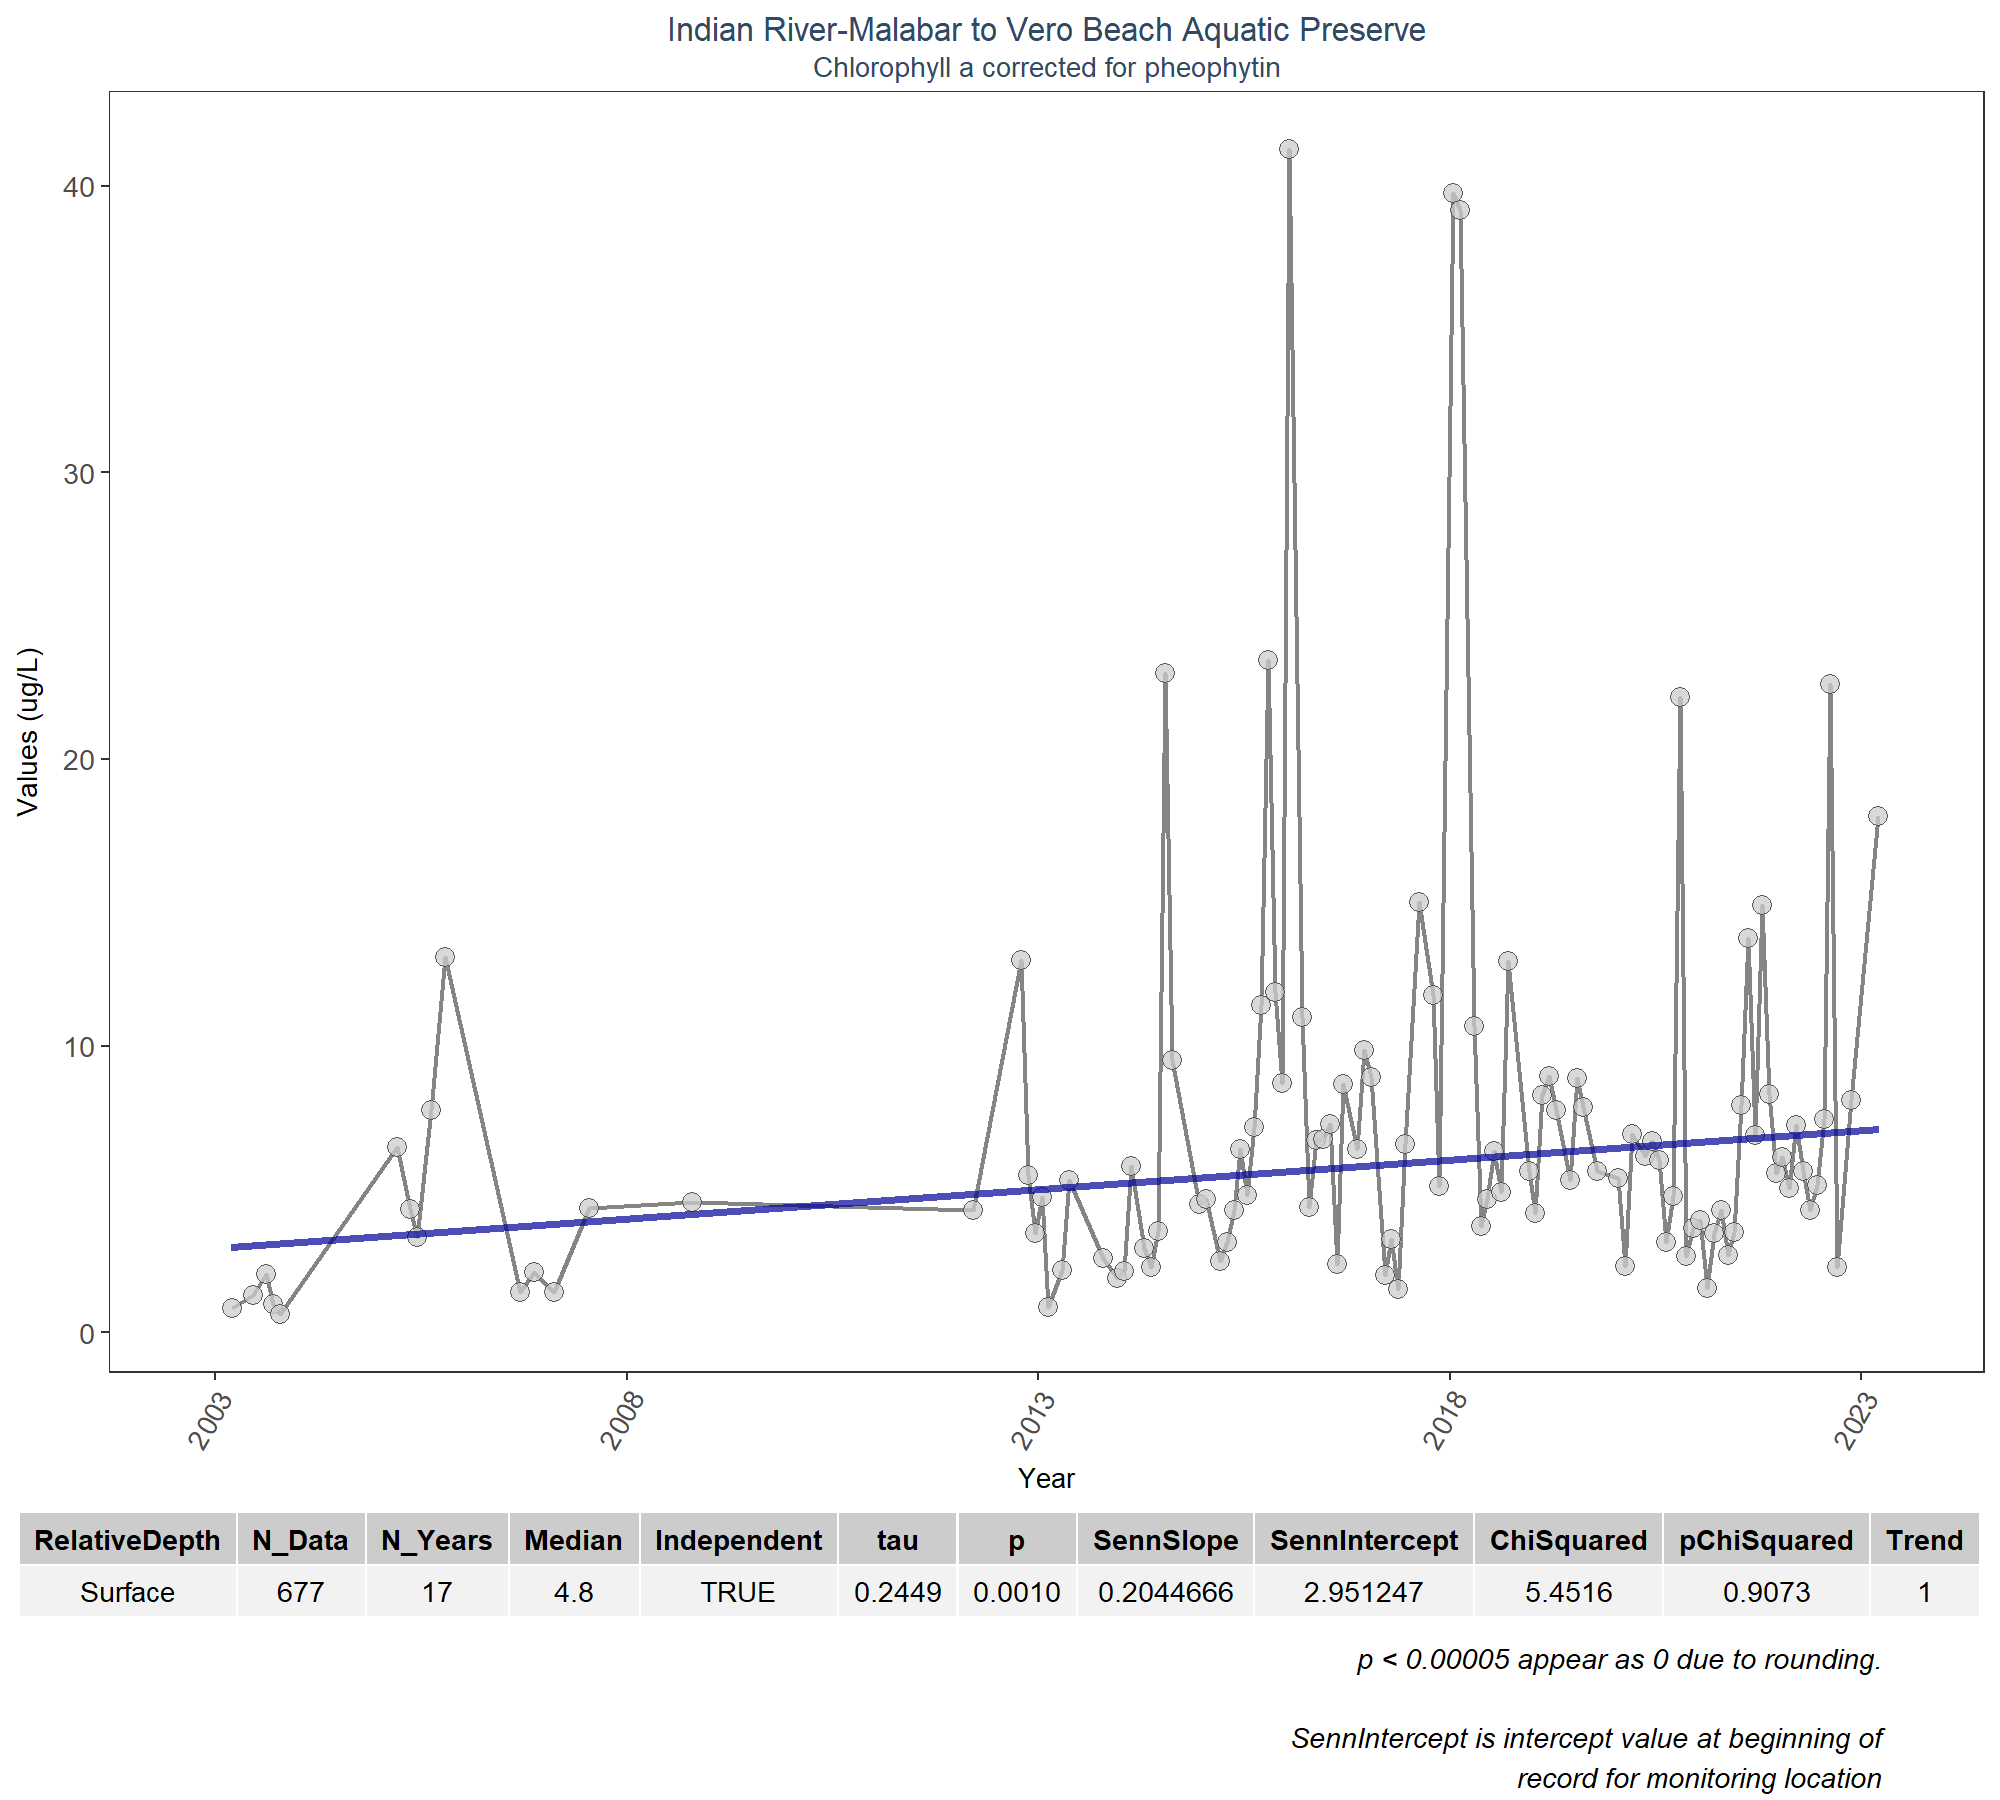 Indian River-Malabar to Vero Beach Aquatic Preserve
Chlorophyll a corrected for pheophytin
Values (ug/L)
40
30
20
10
0
2003
2008
2013
2018
2023
Year
RelativeDepth N_Data N_Years Median Independent tau p SennSlope SennIntercept ChiSquared pChiSquared Trend
Surface 677 17 4.8 TRUE 0.2449 0.0010 0.2044666 2.951247 5.4516 0.9073 1
p < 0.00005 appear as 0 due to rounding.
SennIntercept is intercept value at beginning of
record for monitoring location